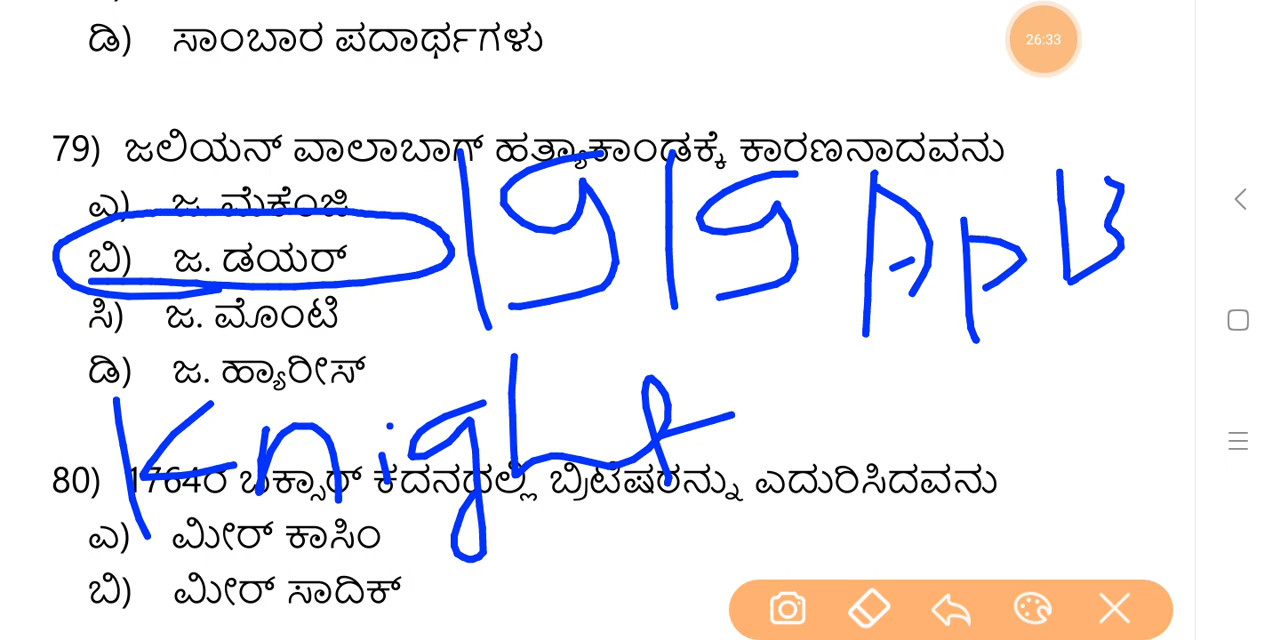 ಡಿ) ಸಾಂಬಾರ ಪದಾರ್ಥಗಳು
26:33
79) ಜಲಿಯನ್ ವಾಲಾಬಾಗ್ ಹತ್ಯಾಕಾಂಡಕ್ಕೆ ಕಾರಣನಾದವನು
ಎ) ಜ. ಮೆಕೆಂಜಿ
1919 Ap 13
ಬಿ) ಜ. ಡಯರ್
ಸಿ) ಜ. ಮೊಂಟಿ
ಡಿ) ಜ. ಹ್ಯಾರೀಸ್
Knight
80) 1764ರ ಬಕ್ಸಾರ್ ಕದನದಲ್ಲಿ ಬ್ರಿಟಿಷರನ್ನು ಎದುರಿಸಿದವನು
ಎ) ಮೀರ್ ಕಾಸಿಂ
ಬಿ) ಮೀರ್ ಸಾದಿಕ್